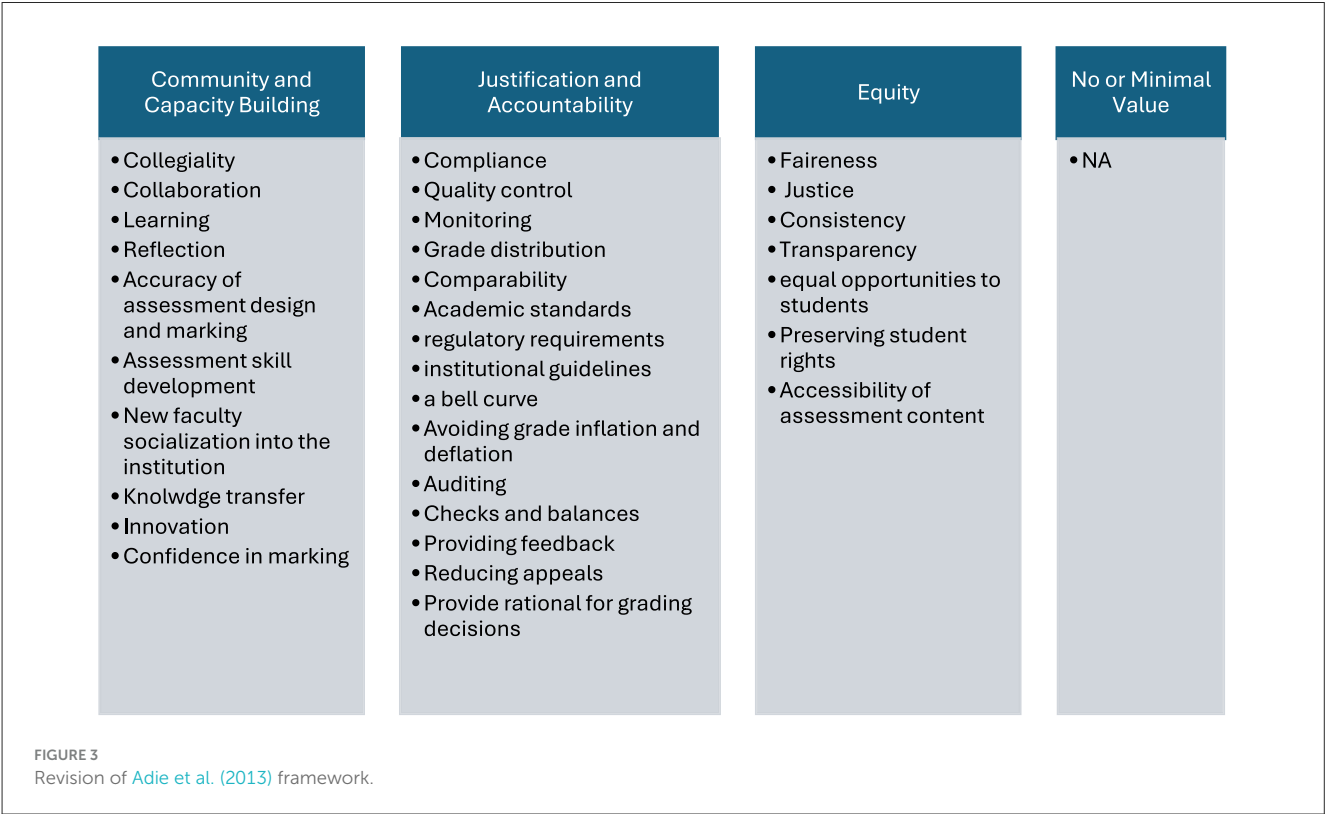 Community and
Capacity Building
•Collegiality
•Collaboration
•Learning
•Reflection
•Accuracy of
assessment design
and marking
•Assessment skill
development
•New faculty
socialization into the
institution
•Knolwdge transfer
•Innovation
•Confidence in marking
Justification and
Accountability
•Compliance
•Quality control
•Monitoring
•Grade distribution
•Comparability
•Academic standards
•regulatory requirements
•institutional guidelines
•a bell curve
•Avoiding grade inflation and
deflation
•Auditing
•Checks and balances
•Providing feedback
•Reducing appeals
•Provide rational for grading
decisions
Equity
•Faireness
• Justice
•Consistency
•Transparency
•equal opportunities to
students
•Preserving student
rights
•Accessibility of
assessment content
No or Minimal
Value
•NA
FIGURE 3
Revision of Adie et al. (2013) framework.